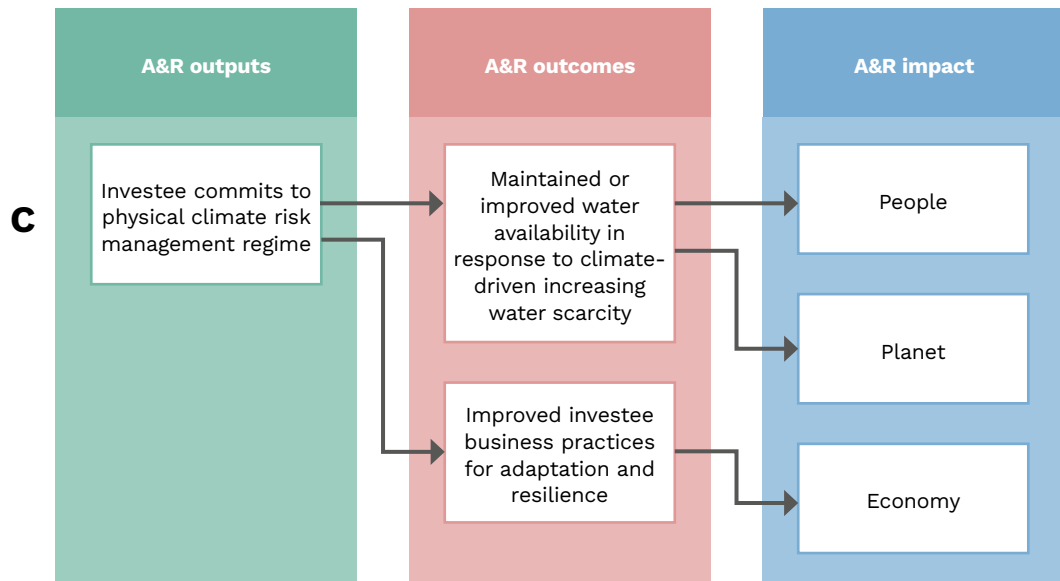 A&R outputs
A&R outcomes
A&R impact
C
Investee commits to
physical climate risk
management regime
Maintained or
improved water
availability in
response to climate-
driven increasing
water scarcity
Improved investee
business practices
for adaptation and
resilience
People
Planet
Economy